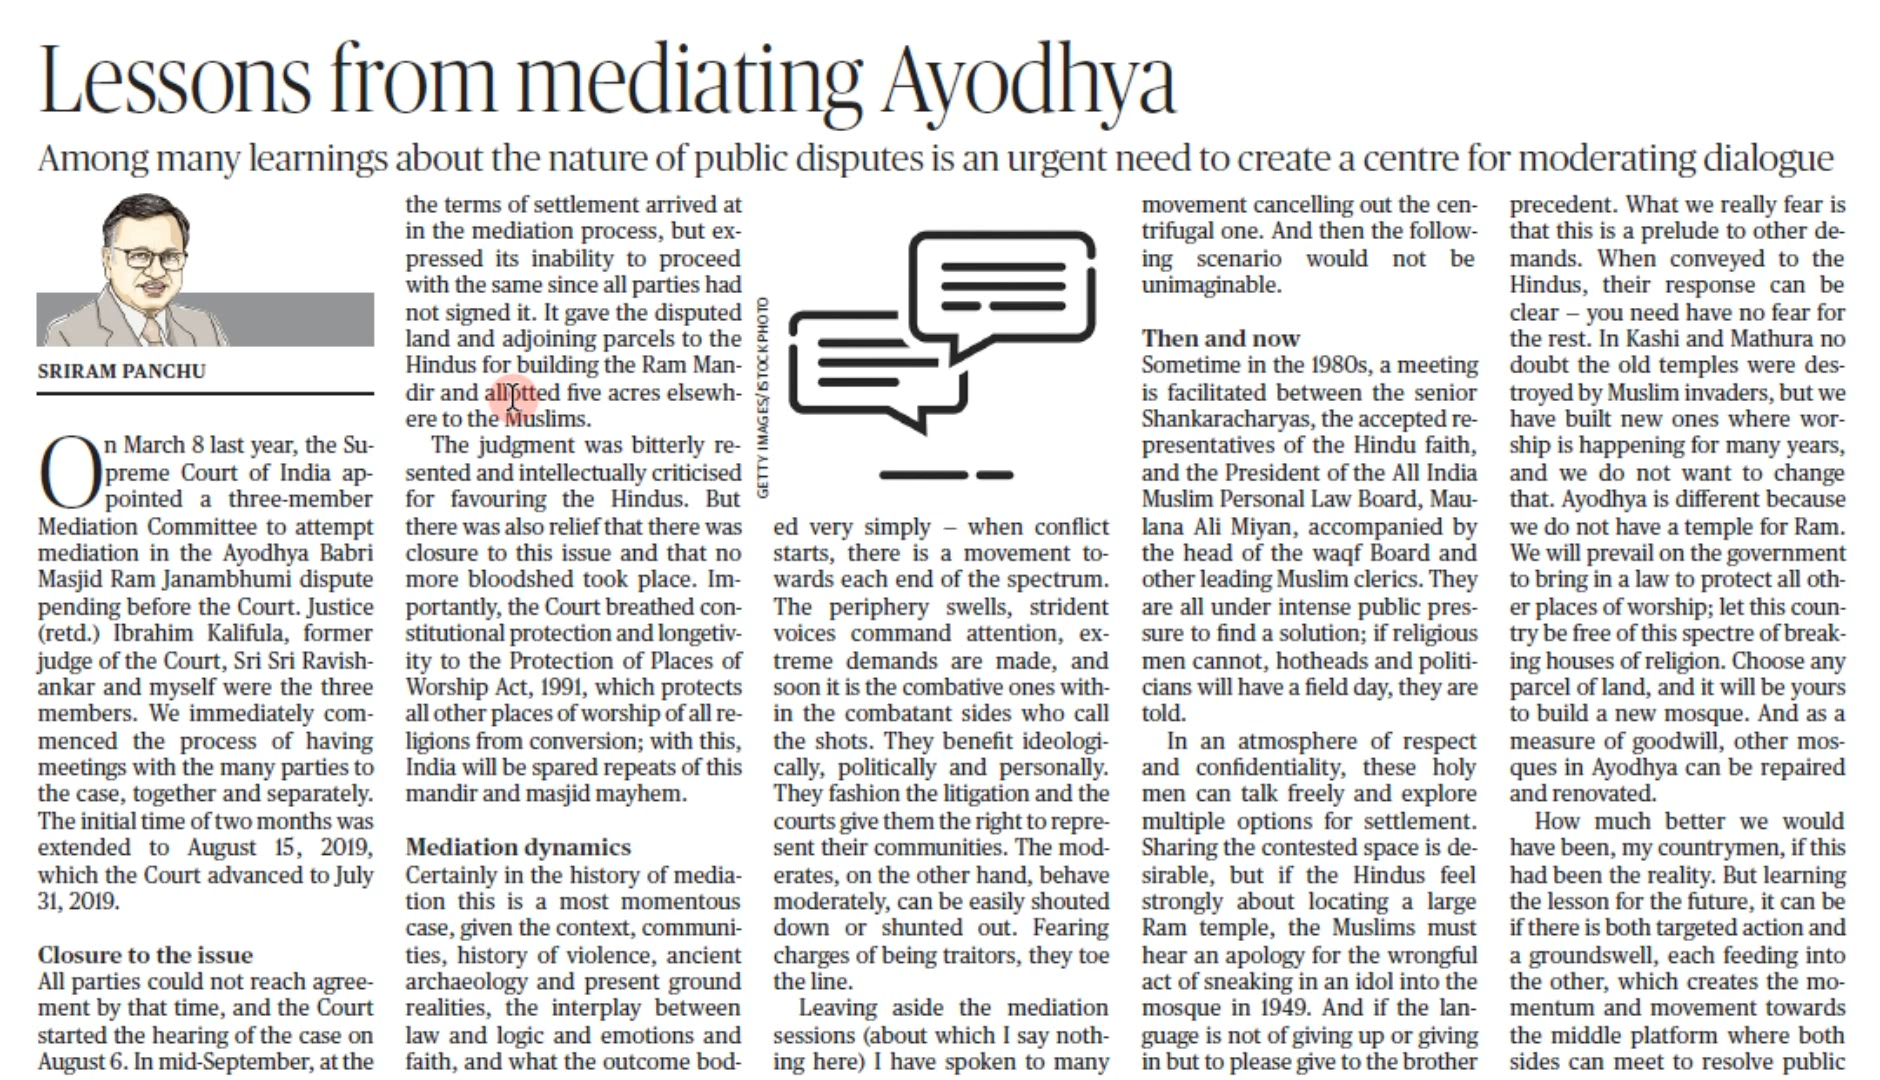 Lessons from mediating Ayodhya
Among many learnings about the nature of public disputes is an urgent need to create a centre for moderating dialogue
SRIRAM PANCHU
On March 8 last year, the Su-
preme Court of India ap-
pointed a three-member
Mediation Committee to attempt
mediation in the Ayodhya Babri
Masjid Ram Janambhumi dispute
pending before the Court. Justice
(retd.) Ibrahim Kalifula, former
judge of the Court, Sri Sri Ravish-
ankar and myself were the three
members. We immediately com-
menced the process of having
meetings with the many parties to
the case, together and separately.
The initial time of two months was
extended to August 15, 2019,
which the Court advanced to July
31, 2019.
Closure to the issue
All parties could not reach agree-
ment by that time, and the Court
started the hearing of the case on
August 6. In mid-September, at the
the terms of settlement arrived at
in the mediation process, but ex-
pressed its inability to proceed
with the same since all parties had
not signed it. It gave the disputed
land and adjoining parcels to the
Hindus for building the Ram Man-
dir and allotted five acres elsewh-
ere to the Muslims.
The judgment was bitterly re-
sented and intellectually criticised
for favouring the Hindus. But
there was also relief that there was
closure to this issue and that no
more bloodshed took place. Im-
portantly, the Court breathed con-
stitutional protection and longetiv-
ity to the Protection of Places of
Worship Act, 1991, which protects
all other places of worship of all re-
ligions from conversion; with this,
India will be spared repeats of this
mandir and masjid mayhem.
Mediation dynamics
Certainly in the history of media-
tion this is a most momentous
case, given the context, communi-
ties, history of violence, ancient
archaeology and present ground
realities, the interplay between
law and logic and emotions and
faith, and what the outcome bod-
GETTY IMAGES/ISTOCKPHOTO
ed very simply – when conflict
starts, there is a movement to-
wards each end of the spectrum.
The periphery swells, strident
voices command attention, ex-
treme demands are made, and
soon it is the combative ones with-
in the combatant sides who call
the shots. They benefit ideologi-
cally, politically and personally.
They fashion the litigation and the
courts give them the right to repre-
sent their communities. The mod-
erates, on the other hand, behave
moderately, can be easily shouted
down or shunted out. Fearing
charges of being traitors, they toe
the line.
Leaving aside the mediation
sessions (about which I say noth-
ing here) I have spoken to many
movement cancelling out the cen-
trifugal one. And then the follow-
ing scenario would not be
unimaginable.
Then and now
Sometime in the 1980s, a meeting
is facilitated between the senior
Shankaracharyas, the accepted re-
presentatives of the Hindu faith,
and the President of the All India
Muslim Personal Law Board, Mau-
lana Ali Miyan, accompanied by
the head of the waqf Board and
other leading Muslim clerics. They
are all under intense public pres-
sure to find a solution; if religious
men cannot, hotheads and politi-
cians will have a field day, they are
told.
In an atmosphere of respect
and confidentiality, these holy
men can talk freely and explore
multiple options for settlement.
Sharing the contested space is de-
sirable, but if the Hindus feel
strongly about locating a large
Ram temple, the Muslims must
hear an apology for the wrongful
act of sneaking in an idol into the
mosque in 1949. And if the lan-
guage is not of giving up or giving
in but to please give to the brother
precedent. What we really fear is
that this is a prelude to other de-
mands. When conveyed to the
Hindus, their response can be
clear – you need have no fear for
the rest. In Kashi and Mathura no
doubt the old temples were des-
troyed by Muslim invaders, but we
have built new ones where wor-
ship is happening for many years,
and we do not want to change
that. Ayodhya is different because
we do not have a temple for Ram.
We will prevail on the government
to bring in a law to protect all oth-
er places of worship; let this coun-
try be free of this spectre of break-
ing houses of religion. Choose any
parcel of land, and it will be yours
to build a new mosque. And as a
measure of goodwill, other mos-
ques in Ayodhya can be repaired
and renovated.
How much better we would
have been, my countrymen, if this
had been the reality. But learning
the lesson for the future, it can be
if there is both targeted action and
a groundswell, each feeding into
the other, which creates the mo-
mentum and movement towards
the middle platform where both
sides can meet to resolve public